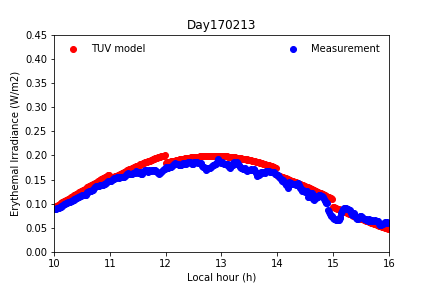 Day170213
TUV model
Measurement
Erythemal Irradiance (W/m2)
0.45
0.40
0.35
0.30
0.25
0.20
0.15
0.10
0.05
0.00
10 11 12 13 14 15 16
Local hour (h)